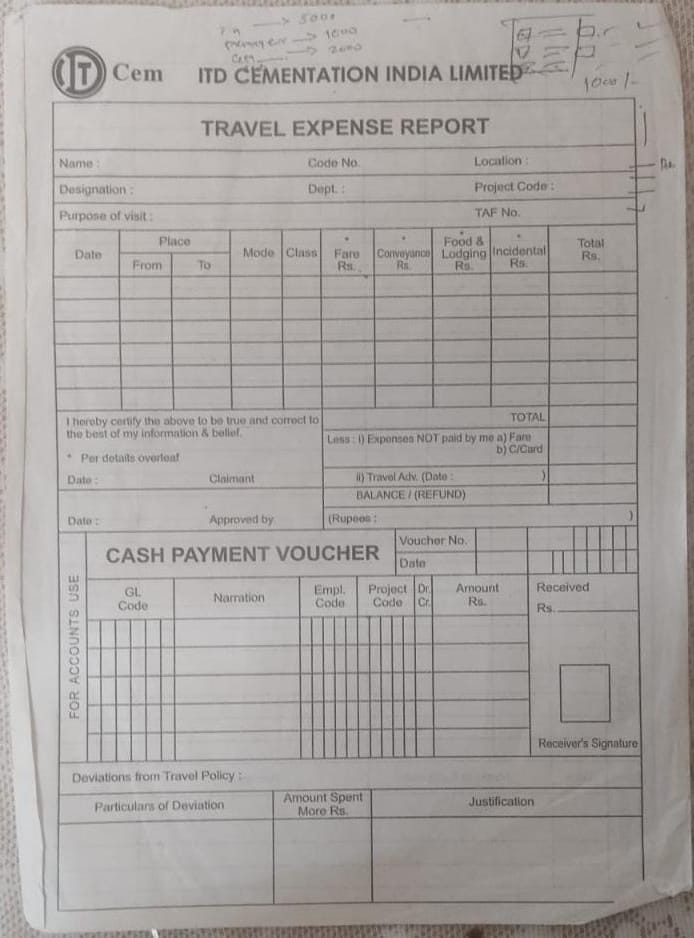 → 5000
→ 1000
→ 2000
1000/-
ITD Cem ITD CEMENTATION INDIA LIMITED
TRAVEL EXPENSE REPORT
Name : Code No. Location :
Designation : Dept. : Project Code :
Purpose of visit : TAF No.
Date Place Mode Class * Fare Rs. * Conveyance Rs. * Food & Lodging Rs. * Incidental Rs. Total Rs.
From To
I hereby certify the above to be true and correct to
the best of my information & belief.
* Per details overleaf
Date : Claimant
Date : Approved by
TOTAL
Less : i) Expenses NOT paid by me a) Fare
b) C/Card
ii) Travel Adv. (Date : )
BALANCE / (REFUND)
(Rupees : )
FOR ACCOUNTS USE
CASH PAYMENT VOUCHER
Voucher No.
Date
GL Code Narration Empl. Code Project Code Dr. Cr. Amount Rs. Received
Rs.
Receiver's Signature
Deviations from Travel Policy :
Particulars of Deviation Amount Spent More Rs. Justification